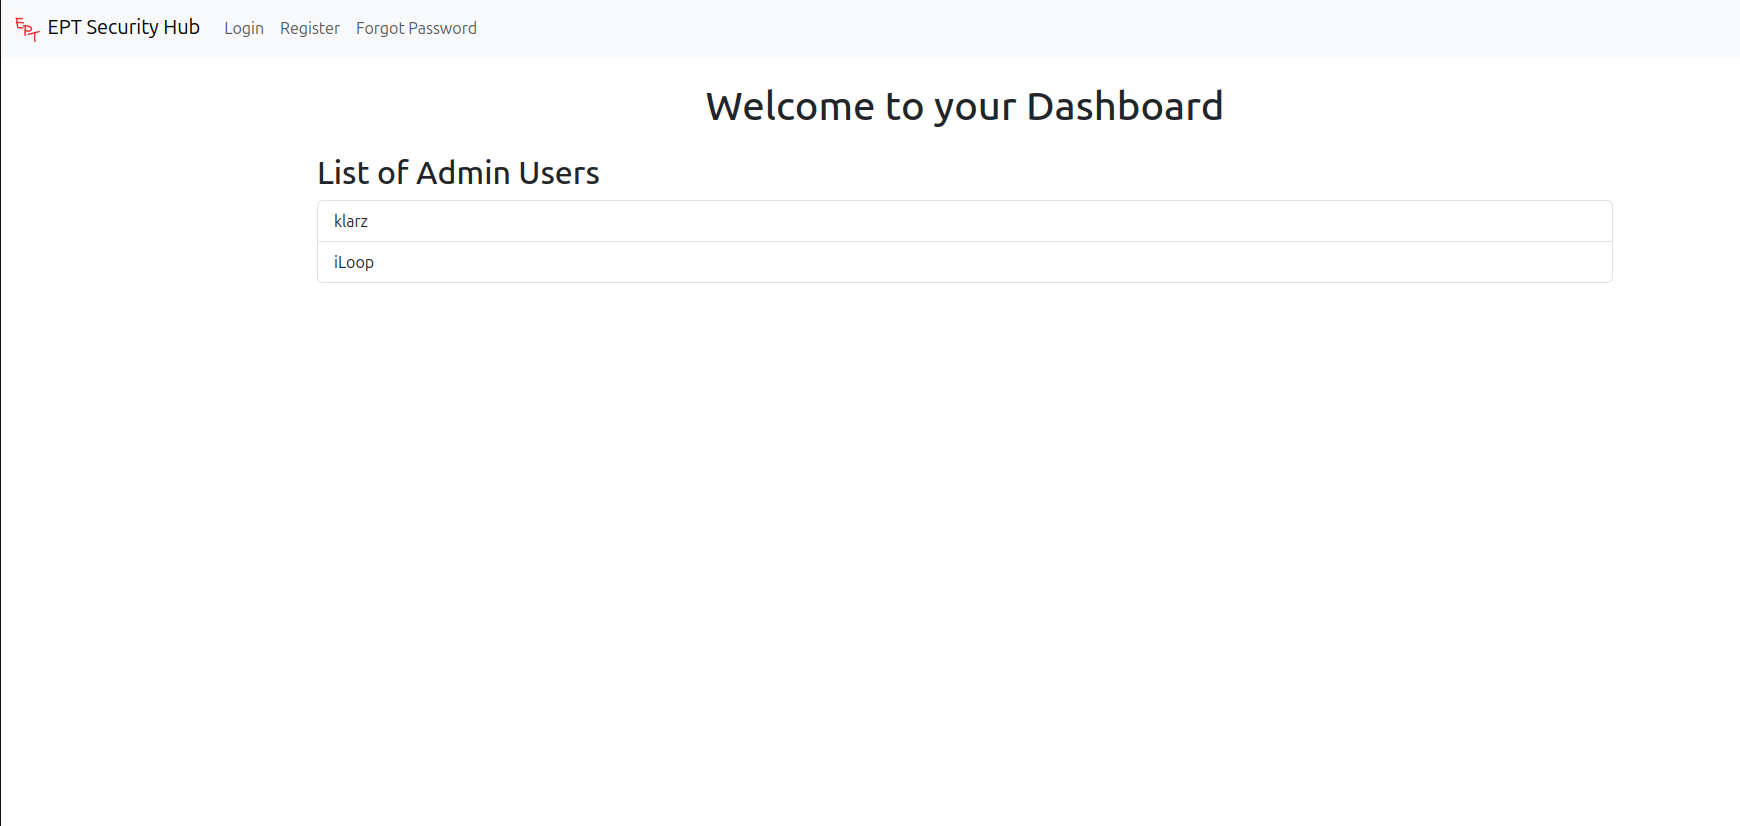 EPT EPT Security Hub Login Register Forgot Password
Welcome to your Dashboard
List of Admin Users
klarz
iLoop